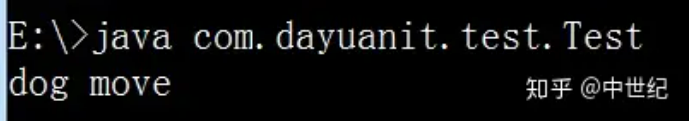 E:\>java com.dayuanit.test.Test
dog move
知乎 @中世纪